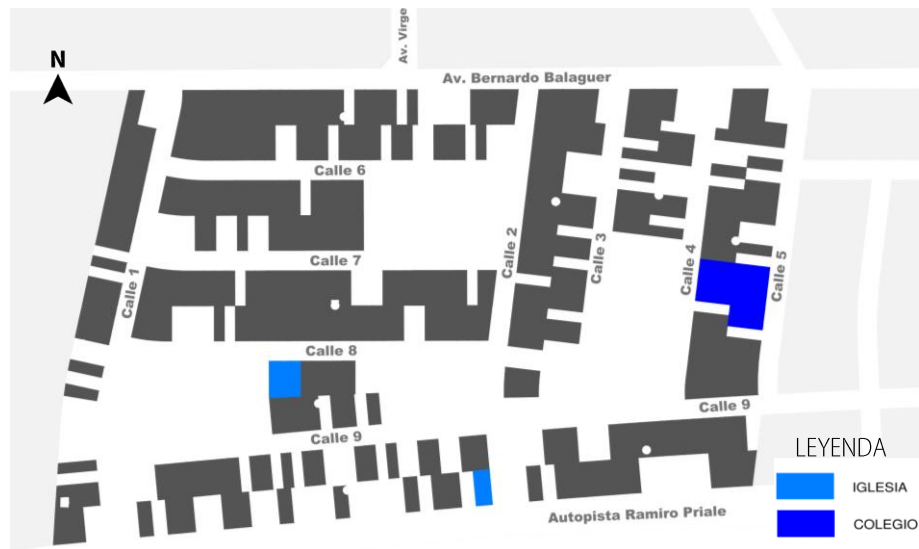 Av. Virge
N
Av. Bernardo Balaguer
Calle 6
Calle 7
Calle 1
Calle 2
Calle 3
Calle 4
Calle 5
Calle 8
Calle 9
Calle 9
Autopista Ramiro Priale
LEYENDA
IGLESIA
COLEGIO